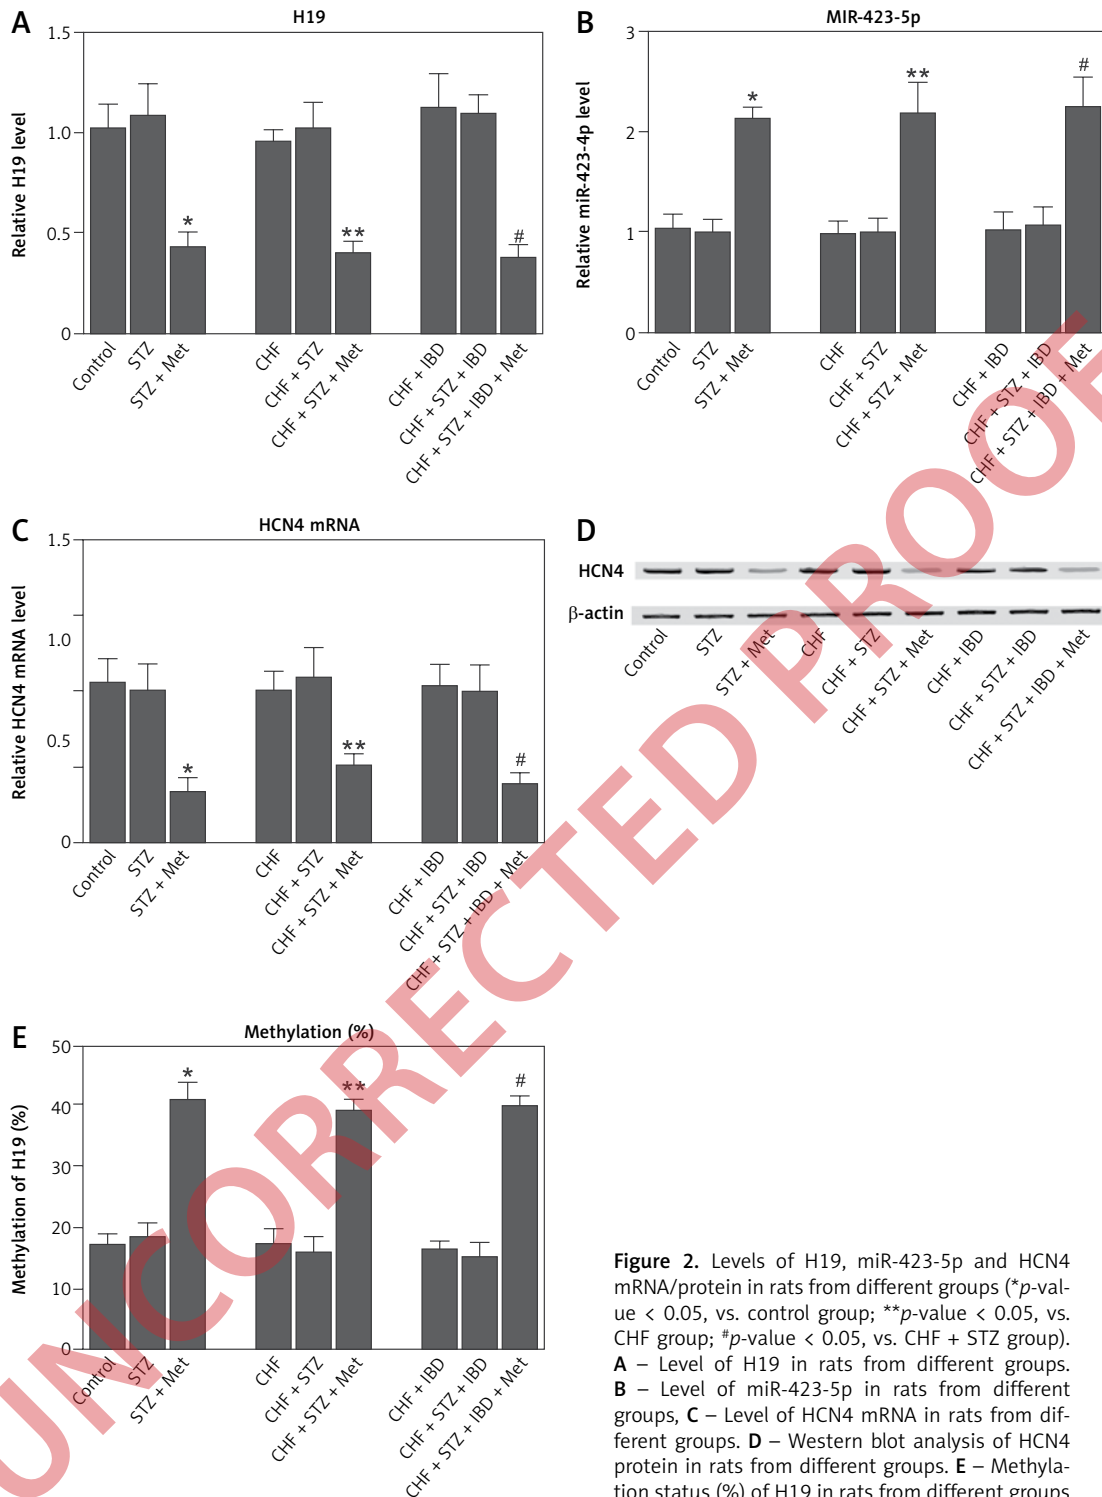 A
H19
Relative H19 level
1.5
1.0
0.5
0
*
**
#
Control
STZ
STZ + Met
CHF
CHF + STZ
CHF + STZ + Met
CHF + IBD
CHF + STZ + IBD
CHF + STZ + IBD + Met
B
MIR-423-5p
Relative miR-423-4p level
3
2
1
0
*
**
#
Control
STZ
STZ + Met
CHF
CHF + STZ
CHF + STZ + Met
CHF + IBD
CHF + STZ + IBD
CHF + STZ + IBD + Met
C
HCN4 mRNA
Relative HCN4 mRNA level
1.5
1.0
0.5
0
*
**
#
Control
STZ
STZ + Met
CHF
CHF + STZ
CHF + STZ + Met
CHF + IBD
CHF + STZ + IBD
CHF + STZ + IBD + Met
D
HCN4
β-actin
Control
STZ
STZ + Met
CHF
CHF + STZ
CHF + STZ + Met
CHF + IBD
CHF + STZ + IBD
CHF + STZ + IBD + Met
E
Methylation (%)
Methylation of H19 (%)
50
40
30
20
10
0
*
**
#
Control
STZ
STZ + Met
CHF
CHF + STZ
CHF + STZ + Met
CHF + IBD
CHF + STZ + IBD
CHF + STZ + IBD + Met
Figure 2. Levels of H19, miR-423-5p and HCN4
mRNA/protein in rats from different groups (*p-val-
ue < 0.05, vs. control group; **p-value < 0.05, vs.
CHF group; #p-value < 0.05, vs. CHF + STZ group).
A – Level of H19 in rats from different groups.
B – Level of miR-423-5p in rats from different
groups, C – Level of HCN4 mRNA in rats from dif-
ferent groups. D – Western blot analysis of HCN4
protein in rats from different groups. E – Methyla-
tion status (%) of H19 in rats from different groups
UNCORRECTED PROOF